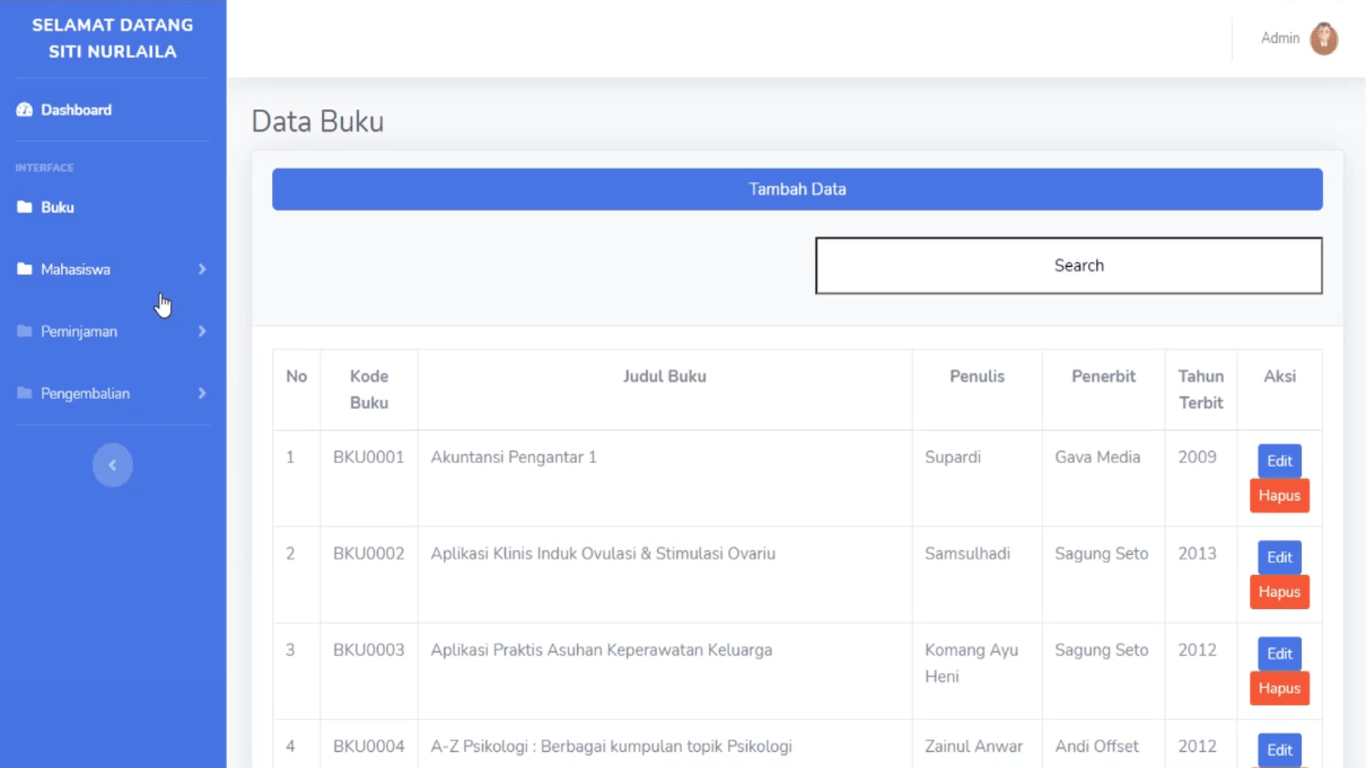 SELAMAT DATANG
SITI NURLAILA
Dashboard
INTERFACE
Buku
Mahasiswa
Peminjaman
Pengembalian
Admin
Data Buku
Tambah Data
Search
No Kode Buku Judul Buku Penulis Penerbit Tahun Terbit Aksi
1 BKU0001 Akuntansi Pengantar 1 Supardi Gava Media 2009 Edit
Hapus
2 BKU0002 Aplikasi Klinis Induk Ovulasi & Stimulasi Ovariu Samsulhadi Sagung Seto 2013 Edit
Hapus
3 BKU0003 Aplikasi Praktis Asuhan Keperawatan Keluarga Komang Ayu Heni Sagung Seto 2012 Edit
Hapus
4 BKU0004 A-Z Psikologi : Berbagai kumpulan topik Psikologi Zainul Anwar Andi Offset 2012 Edit